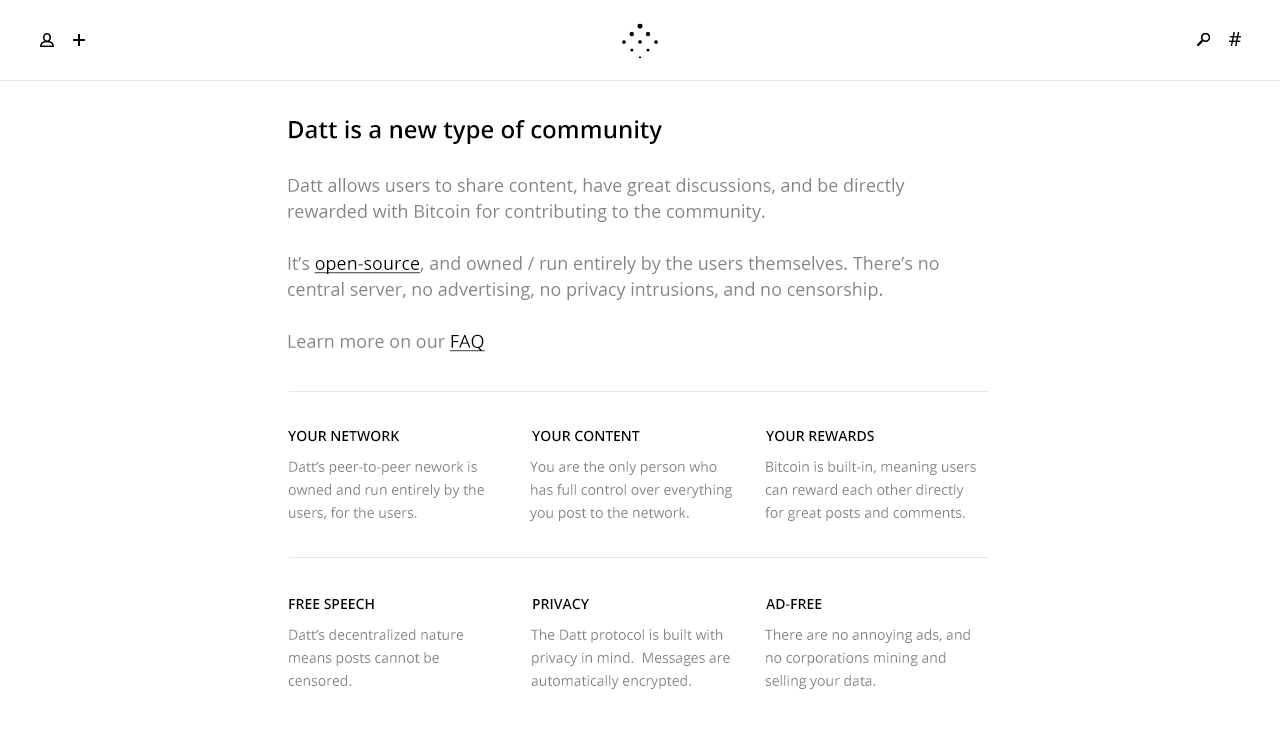 #
Datt is a new type of community
Datt allows users to share content, have great discussions, and be directly
rewarded with Bitcoin for contributing to the community.
It’s open-source, and owned / run entirely by the users themselves. There’s no
central server, no advertising, no privacy intrusions, and no censorship.
Learn more on our FAQ
YOUR NETWORK
Datt’s peer-to-peer nework is
owned and run entirely by the
users, for the users.
YOUR CONTENT
You are the only person who
has full control over everything
you post to the network.
YOUR REWARDS
Bitcoin is built-in, meaning users
can reward each other directly
for great posts and comments.
FREE SPEECH
Datt’s decentralized nature
means posts cannot be
censored.
PRIVACY
The Datt protocol is built with
privacy in mind.  Messages are
automatically encrypted.
AD-FREE
There are no annoying ads, and
no corporations mining and
selling your data.